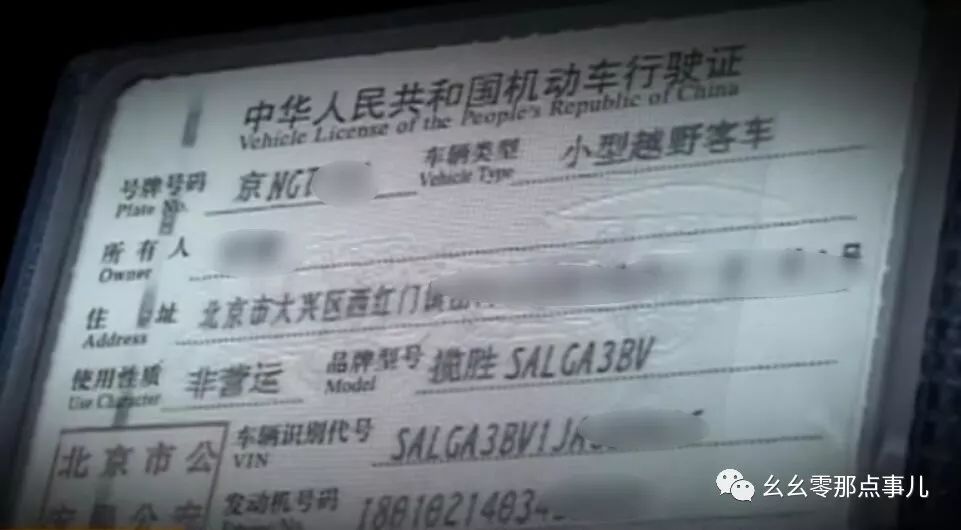 中华人民共和国机动车行驶证
Vehicle License of the People's Republic of China
号牌号码 京NGT 车辆类型 小型越野客车
Plate No. Vehicle Type
所有人
Owner
住址 北京市大兴区西红门镇
Address
使用性质 非营运 品牌型号 揽胜 SALGA3BV
Use Character Model
北京市公 车辆识别代号 SALGA3BV1JA
VIN
发动机号码 18010214034
幺幺零那点事儿